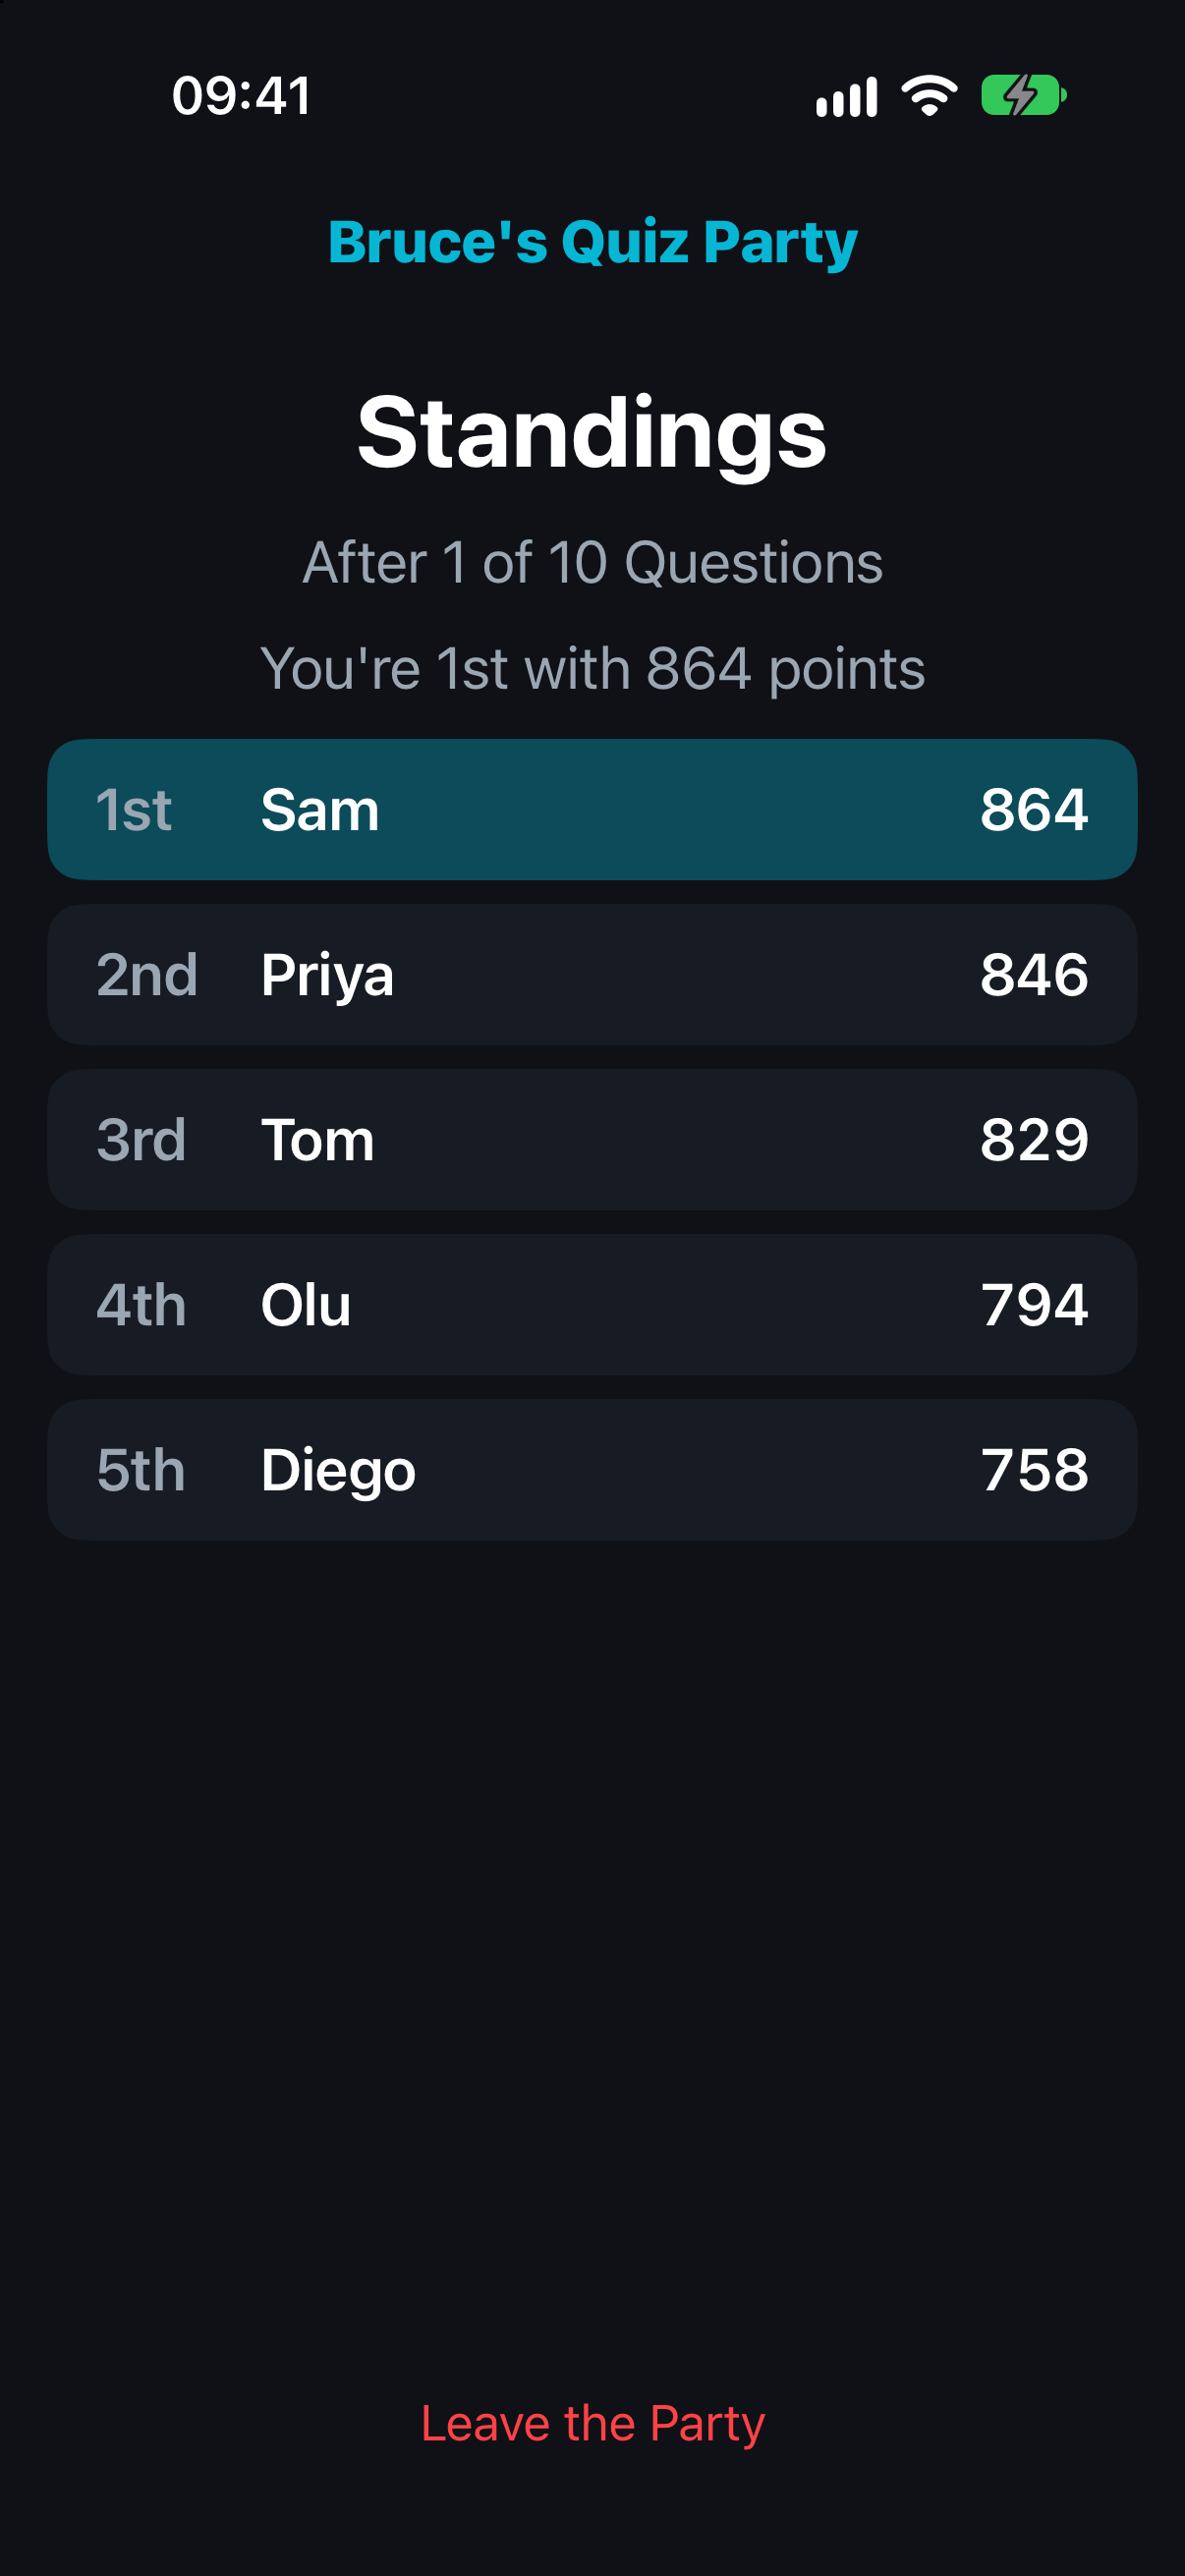 09:41
Bruce's Quiz Party
Standings
After 1 of 10 Questions
You're 1st with 864 points
1st Sam 864
2nd Priya 846
3rd Tom 829
4th Olu 794
5th Diego 758
Leave the Party